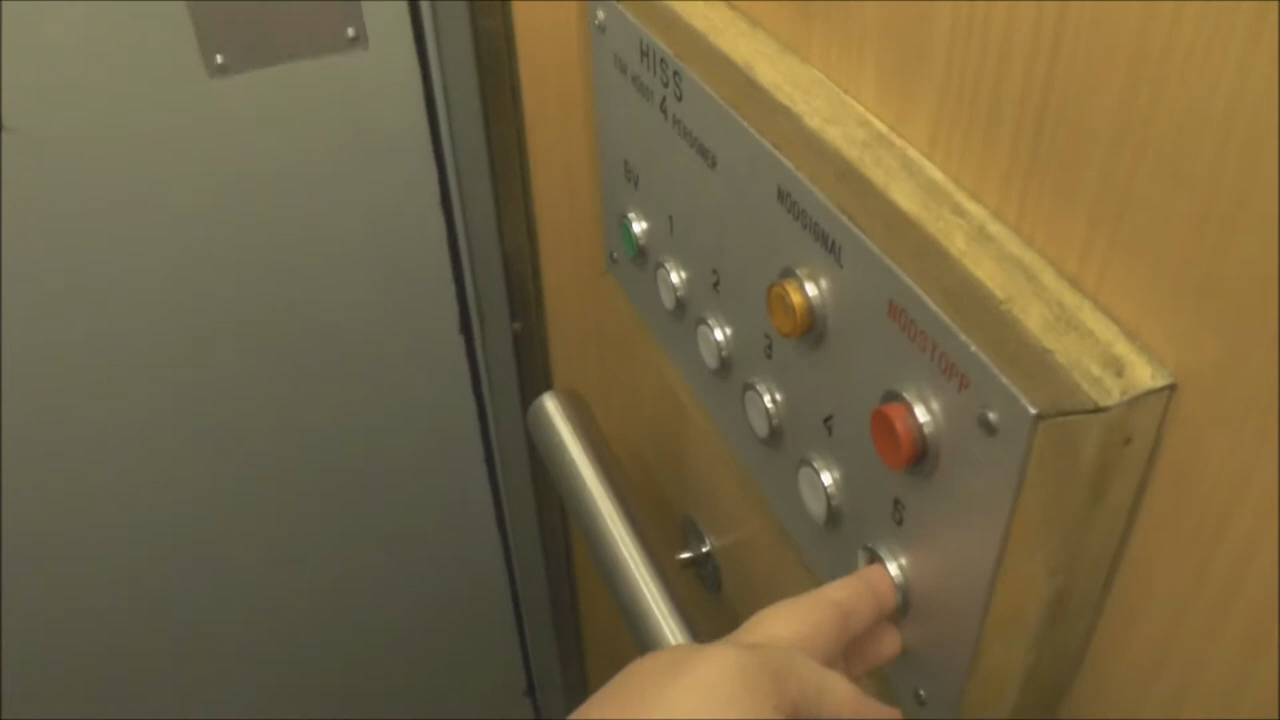 HISS
FÖR HÖGST 4 PERSONER
NÖDSIGNAL
NÖDSTOPP
BV 1 2 3 4 5